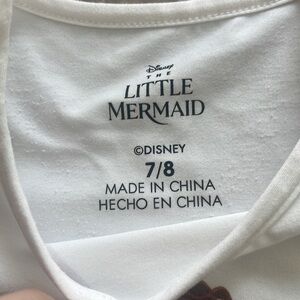 Disney
THE
LITTLE
MERMAID
©DISNEY
7/8
MADE IN CHINA
HECHO EN CHINA